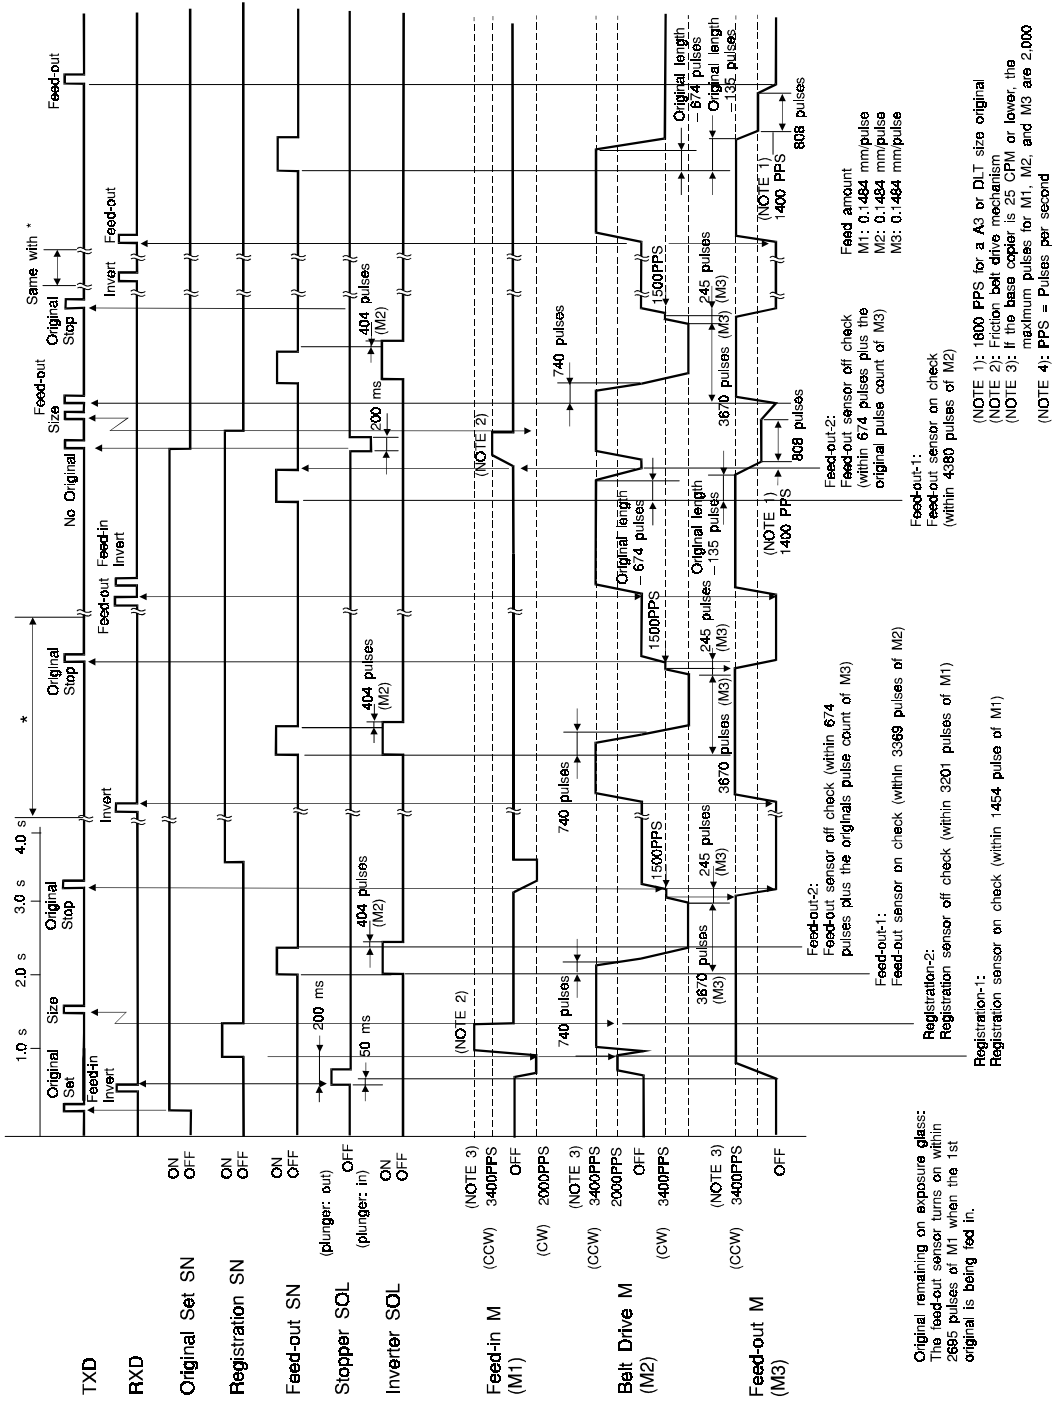 TXD
RXD
Original Set SN
Registration SN
Feed-out SN
Stopper SOL
Inverter SOL
Feed-in M
(M1)
Belt Drive M
(M2)
Feed-out M
(M3)
ON
OFF
ON
OFF
ON
OFF
(plunger: out)
OFF
(plunger: in)
ON
OFF
(NOTE 3)
(CCW) 3400PPS
OFF
(CW) 2000PPS
(NOTE 3)
(CCW) 3400PPS
2000PPS
OFF
(CW) 3400PPS
(NOTE 3)
(CCW) 3400PPS
OFF
1.0 s
2.0 s
3.0 s
4.0 s
*
Same with *
Original
Set
Feed-in
Invert
Size
Original
Stop
Invert
Original
Stop
Feed-out
Feed-in
Invert
No Original
Size
Feed-out
Original
Stop
Invert
Feed-out
Feed-out
200 ms
50 ms
404 pulses
(M2)
404 pulses
(M2)
200 ms
404 pulses
(M2)
(NOTE 2)
(NOTE 2)
740 pulses
1500PPS
740 pulses
1500PPS
Original length
– 674 pulses
740 pulses
1500PPS
Original length
– 674 pulses
3670 pulses
(M3)
245 pulses
(M3)
3670 pulses (M3)
245 pulses
(M3)
Original length
–135 pulses
(NOTE 1)
1400 PPS
808 pulses
3670 pulses (M3)
245 pulses
(M3)
Original length
–135 pulses
(NOTE 1)
1400 PPS
808 pulses
Feed-out-2:
Feed-out sensor off check (within 674
pulses plus the originals pulse count of M3)
Feed-out-1:
Feed-out sensor on check (within 3369 pulses of M2)
Registration-2:
Registration sensor off check (within 3201 pulses of M1)
Registration-1:
Registration sensor on check (within 1454 pulse of M1)
Feed-out-2:
Feed-out sensor off check
(within 674 pulses plus the
original pulse count of M3)
Feed-out-1:
Feed-out sensor on check
(within 4380 pulses of M2)
Feed amount
M1: 0.1484 mm/pulse
M2: 0.1484 mm/pulse
M3: 0.1484 mm/pulse
Original remaining on exposure glass:
The feed-out sensor turns on within
2695 pulses of M1 when the 1st
original is being fed in.
(NOTE 1): 1600 PPS for a A3 or DLT size original
(NOTE 2): Friction belt drive mechanism
(NOTE 3): If the base copier is 25 CPM or lower, the
maximum pulses for M1, M2, and M3 are 2,000
(NOTE 4): PPS = Pulses per second